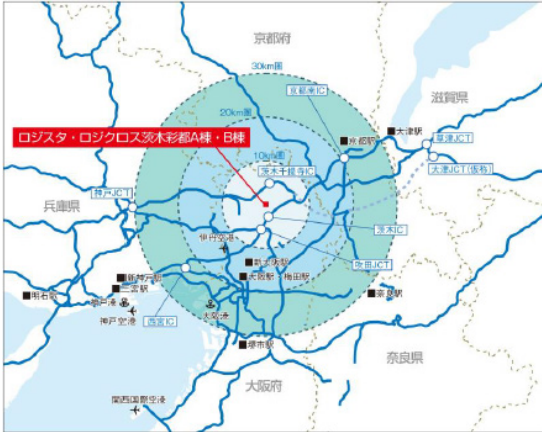 京都府
30km圏
京都南IC
滋賀県
20km圏
大津駅
草津JCT
京都駅
ロジスタ・ロジクロス茨木彩都A棟・B棟
10km圏
大津JCT(仮称)
茨木千提寺IC
神戸JCT
兵庫県
茨木IC
伊丹空港
吹田JCT
新大阪駅
新神戸駅
大阪駅・梅田駅
三宮駅
奈良駅
明石駅
神戸港
大阪港
神戸空港
西宮IC
堺市駅
奈良県
大阪府
関西国際空港